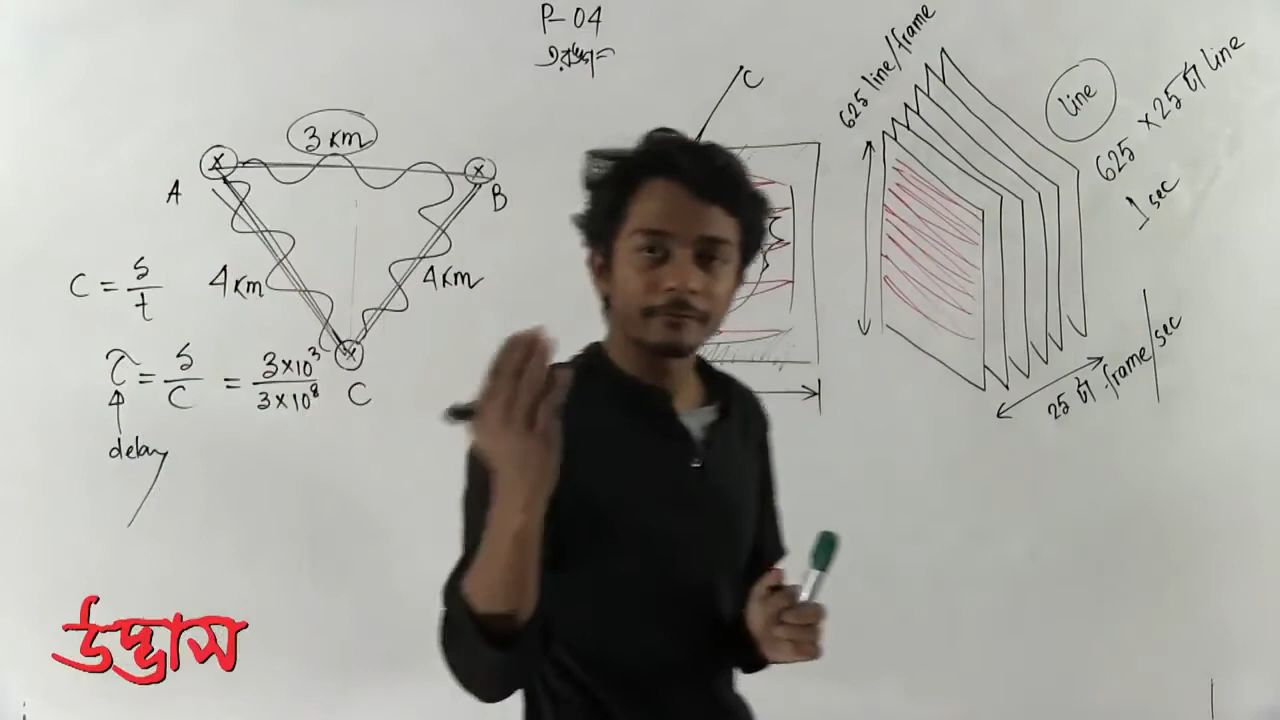 P-04
3 km
x
x
A
B
4 km
4 km
x
C
C = s/t
τ = s/C = 3×10³/3×10⁸
delay
C
625 line/frame
line
625 × 25 টা line
1 sec
25 টা frame/sec
উদ্ভাস